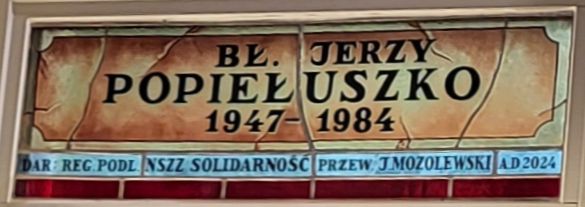 BŁ. JERZY
POPIEŁUSZKO
1947-1984
DAR: REG. PODL. NSZZ SOLIDARNOŚĆ PRZEW. J.MOZOLEWSKI A.D 2024